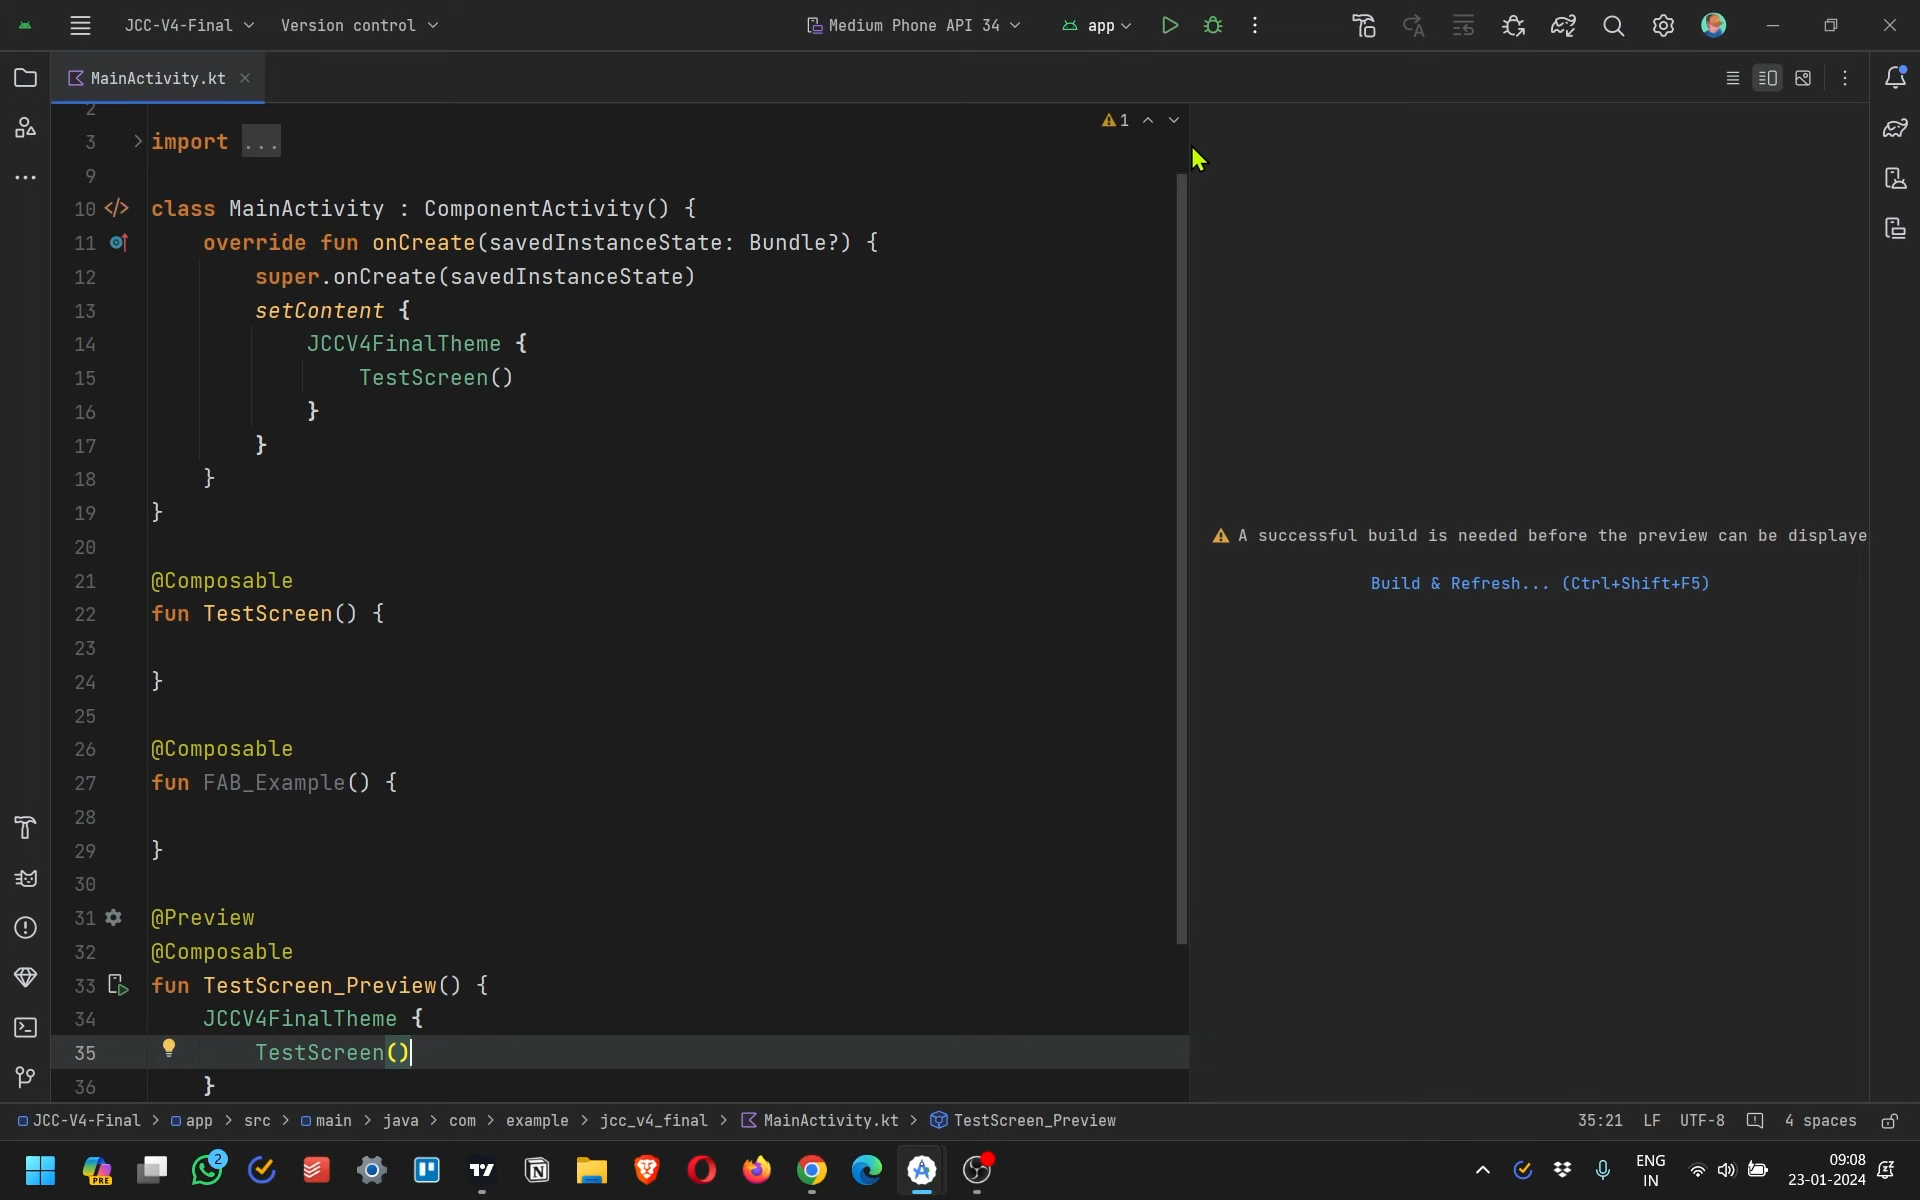 JCC-V4-Final Version control Medium Phone API 34 app
MainActivity.kt
2
1
3 import ...
9
10 class MainActivity : ComponentActivity() {
11 override fun onCreate(savedInstanceState: Bundle?) {
12 super.onCreate(savedInstanceState)
13 setContent {
14 JCCV4FinalTheme {
15 TestScreen()
16 }
17 }
18 }
19 }
20
21 @Composable
22 fun TestScreen() {
23
24 }
25
26 @Composable
27 fun FAB_Example() {
28
29 }
30
31 @Preview
32 @Composable
33 fun TestScreen_Preview() {
34 JCCV4FinalTheme {
35 TestScreen()
36 }
A successful build is needed before the preview can be displaye
Build & Refresh... (Ctrl+Shift+F5)
JCC-V4-Final > app > src > main > java > com > example > jcc_v4_final > MainActivity.kt > TestScreen_Preview 35:21 LF UTF-8 4 spaces
PRE
2
ENG
IN
09:08
23-01-2024